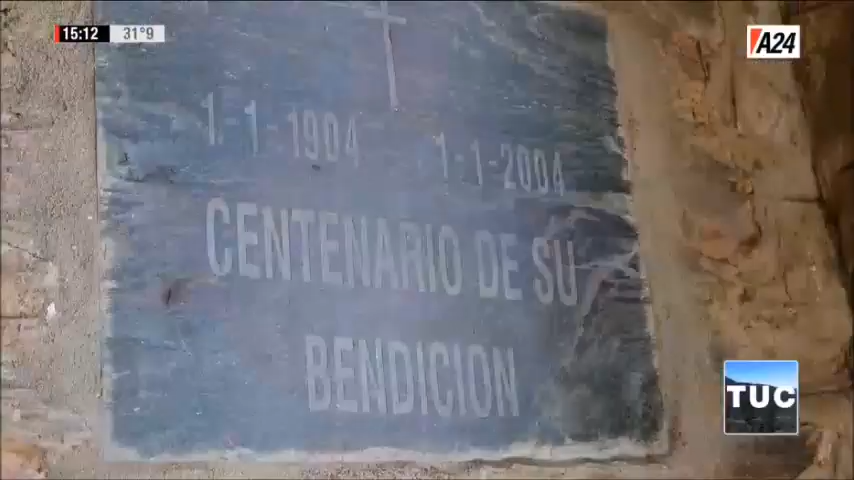 15:12 31°9
A24
1-1-1904 1-1-2004
CENTENARIO DE SU
BENDICION
TUC